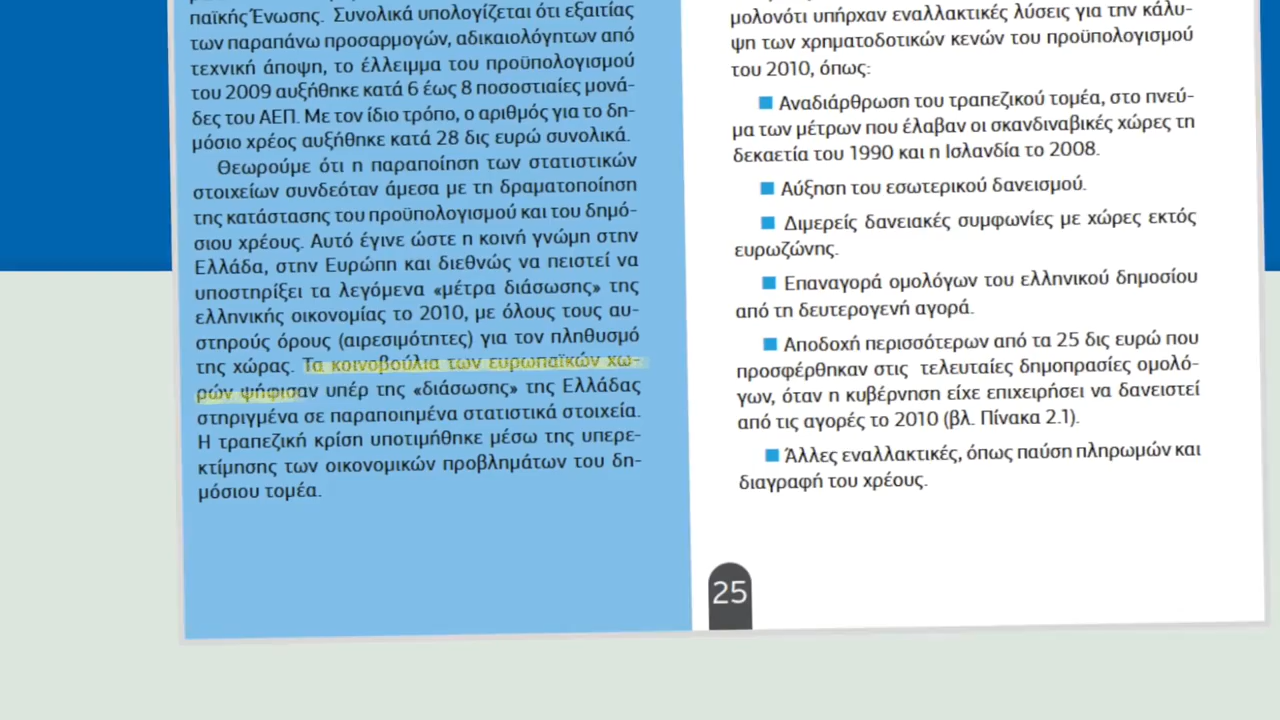 παϊκής Ένωσης. Συνολικά υπολογίζεται ότι εξαιτίας
των παραπάνω προσαρμογών, αδικαιολόγητων από
τεχνική άποψη, το έλλειμμα του προϋπολογισμού
του 2009 αυξήθηκε κατά 6 έως 8 ποσοστιαίες μονά-
δες του ΑΕΠ. Με τον ίδιο τρόπο, ο αριθμός για το δη-
μόσιο χρέος αυξήθηκε κατά 28 δις ευρώ συνολικά.
Θεωρούμε ότι η παραποίηση των στατιστικών
στοιχείων συνδεόταν άμεσα με τη δραματοποίηση
της κατάστασης του προϋπολογισμού και του δημό-
σιου χρέους. Αυτό έγινε ώστε η κοινή γνώμη στην
Ελλάδα, στην Ευρώπη και διεθνώς να πειστεί να
υποστηρίξει τα λεγόμενα «μέτρα διάσωσης» της
ελληνικής οικονομίας το 2010, με όλους τους αυ-
στηρούς όρους (αιρεσιμότητες) για τον πληθυσμό
της χώρας. Τα κοινοβούλια των ευρωπαϊκών χω-
ρών ψήφισαν υπέρ της «διάσωσης» της Ελλάδας
στηριγμένα σε παραποιημένα στατιστικά στοιχεία.
Η τραπεζική κρίση υποτιμήθηκε μέσω της υπερε-
κτίμησης των οικονομικών προβλημάτων του δη-
μόσιου τομέα.
μολονότι υπήρχαν εναλλακτικές λύσεις για την κάλυ-
ψη των χρηματοδοτικών κενών του προϋπολογισμού
του 2010, όπως:
■ Αναδιάρθρωση του τραπεζικού τομέα, στο πνεύ-
μα των μέτρων που έλαβαν οι σκανδιναβικές χώρες τη
δεκαετία του 1990 και η Ισλανδία το 2008.
■ Αύξηση του εσωτερικού δανεισμού.
■ Διμερείς δανειακές συμφωνίες με χώρες εκτός
ευρωζώνης.
■ Επαναγορά ομολόγων του ελληνικού δημοσίου
από τη δευτερογενή αγορά.
■ Αποδοχή περισσότερων από τα 25 δις ευρώ που
προσφέρθηκαν στις τελευταίες δημοπρασίες ομολό-
γων, όταν η κυβέρνηση είχε επιχειρήσει να δανειστεί
από τις αγορές το 2010 (βλ. Πίνακα 2.1).
■ Άλλες εναλλακτικές, όπως παύση πληρωμών και
διαγραφή του χρέους.
25